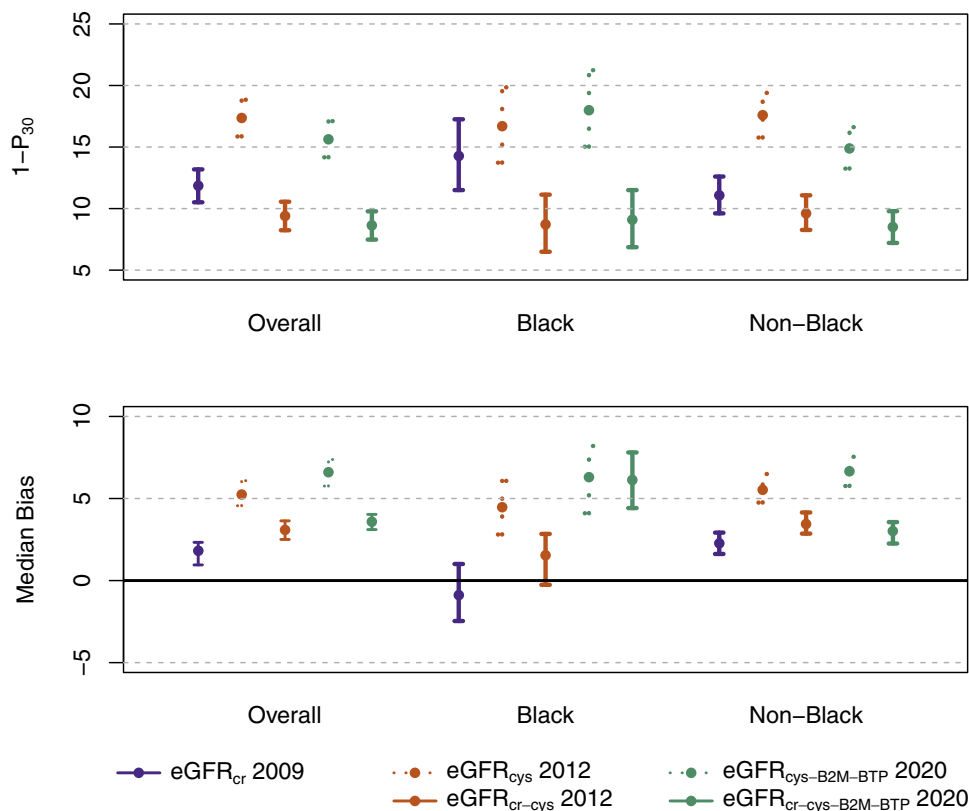 1−P30
25
20
15
10
5
Overall Black Non−Black
Median Bias
10
5
0
−5
Overall Black Non−Black
eGFRcr 2009 eGFRcys 2012 eGFRcys−B2M−BTP 2020
eGFRcr−cys 2012 eGFRcr−cys−B2M−BTP 2020